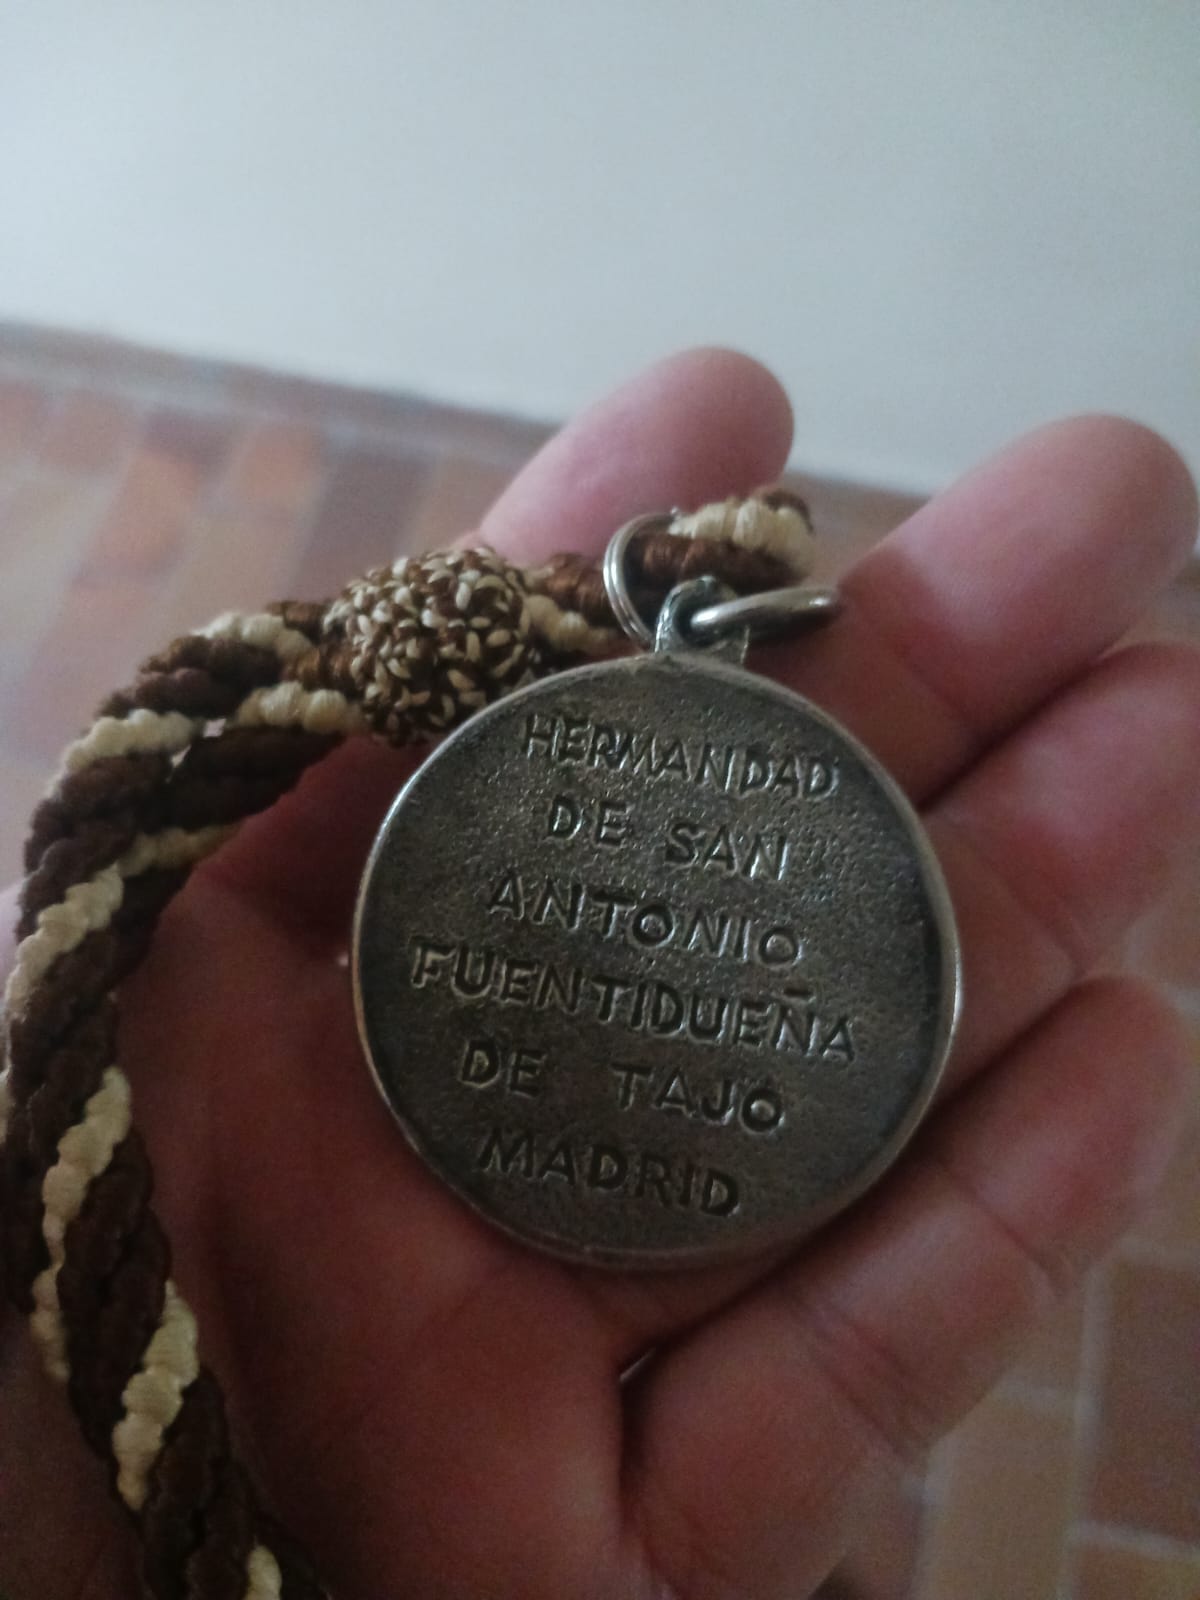 HERMANDAD
DE SAN
ANTONIO
FUENTIDUEÑA
DE TAJO
MADRID